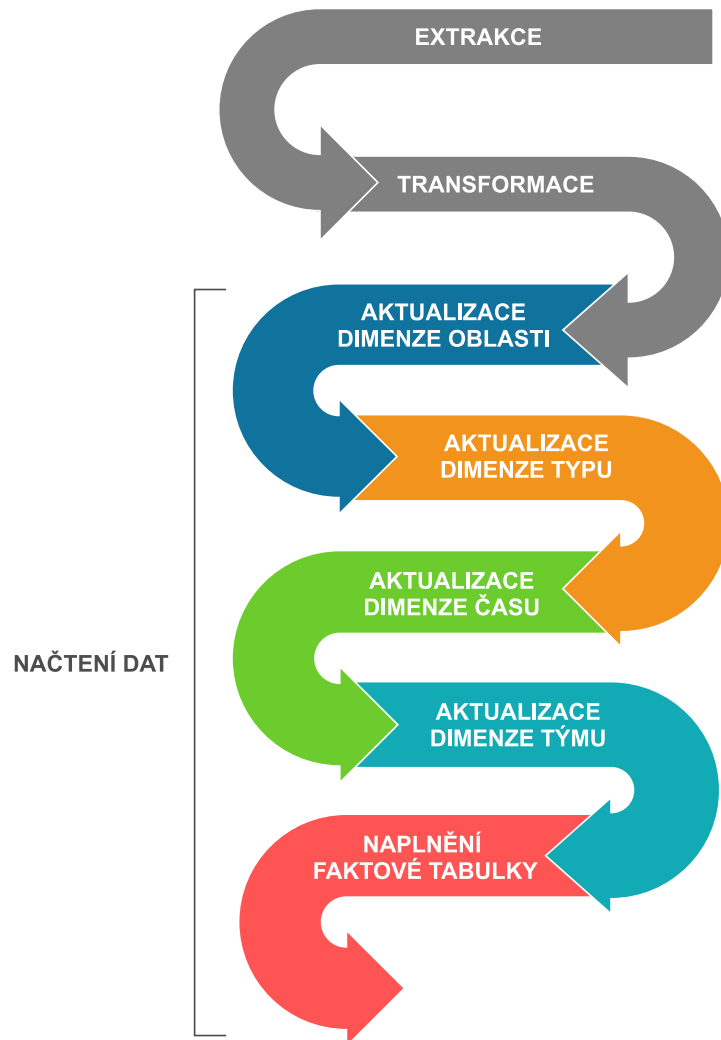 EXTRAKCE
TRANSFORMACE
AKTUALIZACE
DIMENZE OBLASTI
AKTUALIZACE
DIMENZE TYPU
AKTUALIZACE
DIMENZE ČASU
NAČTENÍ DAT
AKTUALIZACE
DIMENZE TÝMU
NAPLNĚNÍ
FAKTOVÉ TABULKY